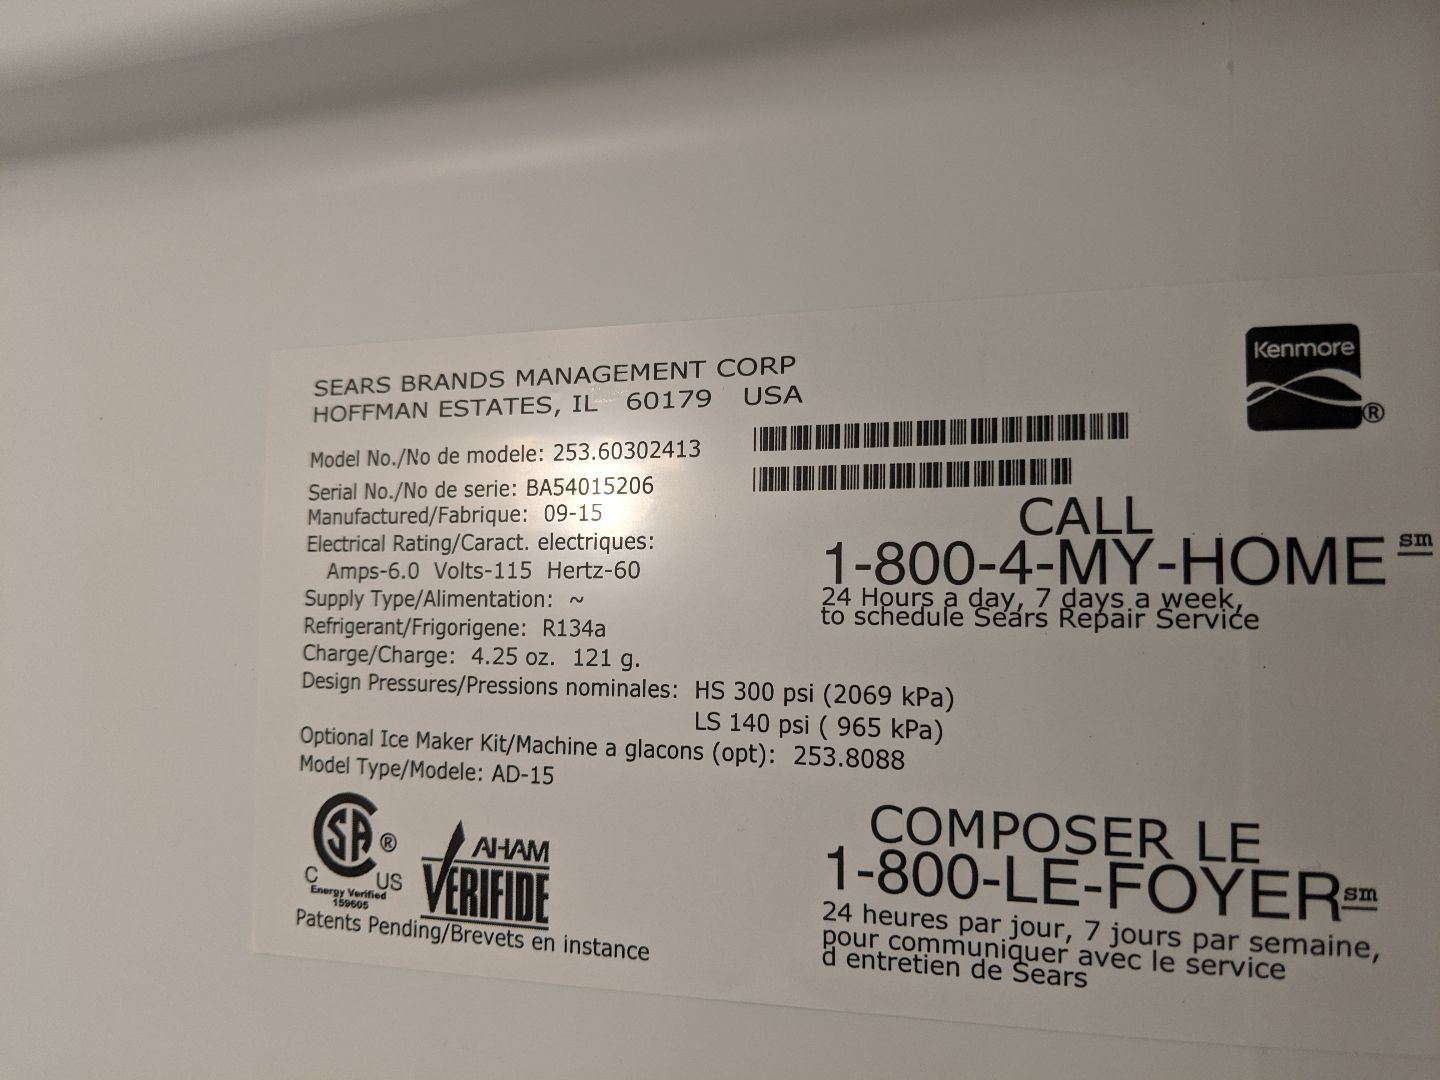 SEARS BRANDS MANAGEMENT CORP
HOFFMAN ESTATES, IL 60179 USA
Kenmore®
Model No./No de modele: 253.60302413
Serial No./No de serie: BA54015206
Manufactured/Fabrique: 09-15
Electrical Rating/Caract. electriques:
Amps-6.0 Volts-115 Hertz-60
Supply Type/Alimentation: ~
Refrigerant/Frigorigene: R134a
Charge/Charge: 4.25 oz. 121 g.
Design Pressures/Pressions nominales: HS 300 psi (2069 kPa)
LS 140 psi ( 965 kPa)
Optional Ice Maker Kit/Machine a glacons (opt): 253.8088
Model Type/Modele: AD-15
CALL
1-800-4-MY-HOME sm
24 Hours a day, 7 days a week,
to schedule Sears Repair Service
SA ®
C US
Energy Verified
159605
AHAM
VERIFIDE
Patents Pending/Brevets en instance
COMPOSER LE
1-800-LE-FOYER sm
24 heures par jour, 7 jours par semaine,
pour communiquer avec le service
d entretien de Sears